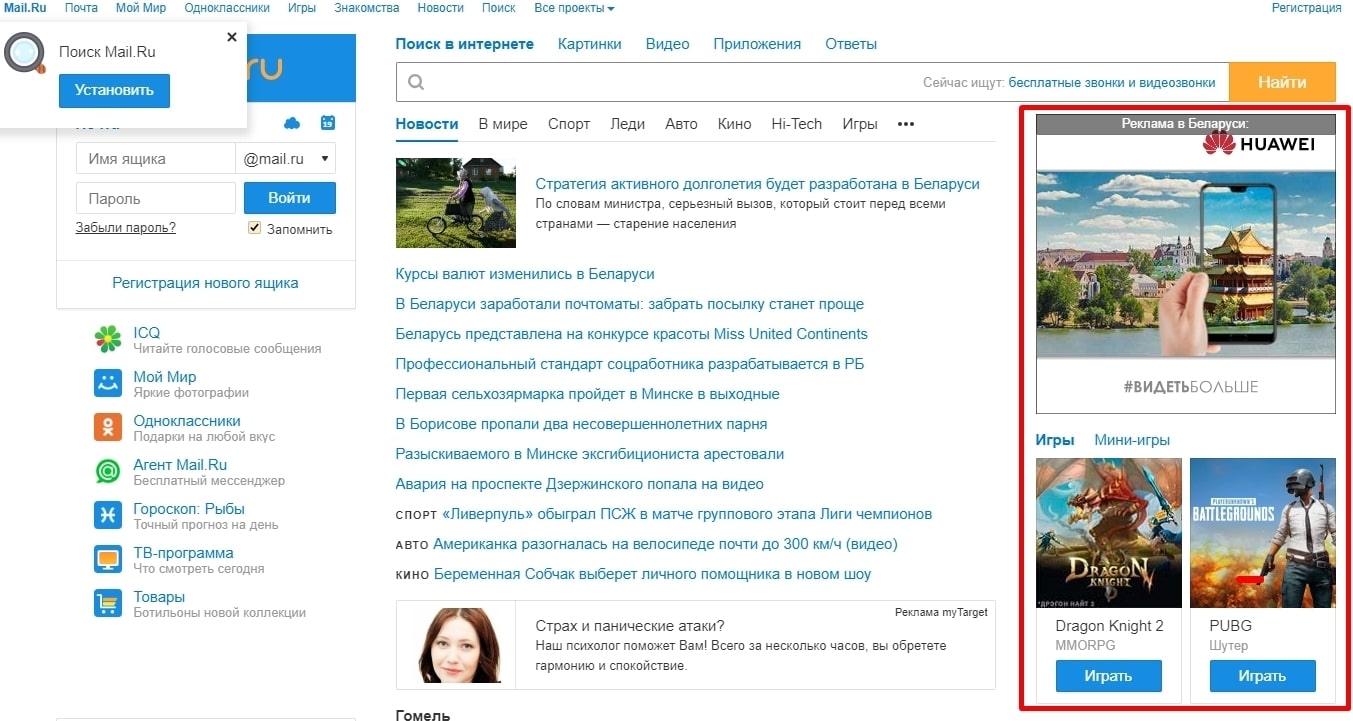 Mail.Ru Почта Мой Мир Одноклассники Игры Знакомства Новости Поиск Все проекты Регистрация
Поиск Mail.Ru
Установить
ru
Имя ящика @mail.ru
Пароль Войти
Забыли пароль? Запомнить
Регистрация нового ящика
ICQ
Читайте голосовые сообщения
Мой Мир
Яркие фотографии
Одноклассники
Подарки на любой вкус
Агент Mail.Ru
Бесплатный мессенджер
Гороскоп: Рыбы
Точный прогноз на день
ТВ-программа
Что смотреть сегодня
Товары
Ботильоны новой коллекции
Поиск в интернете Картинки Видео Приложения Ответы
Сейчас ищут: бесплатные звонки и видеозвонки Найти
Новости В мире Спорт Леди Авто Кино Hi-Tech Игры •••
Стратегия активного долголетия будет разработана в Беларуси
По словам министра, серьезный вызов, который стоит перед всеми
странами — старение населения
Курсы валют изменились в Беларуси
В Беларуси заработали почтоматы: забрать посылку станет проще
Беларусь представлена на конкурсе красоты Miss United Continents
Профессиональный стандарт соцработника разрабатывается в РБ
Первая сельхозярмарка пройдет в Минске в выходные
В Борисове пропали два несовершеннолетних парня
Разыскиваемого в Минске эксгибициониста арестовали
Авария на проспекте Дзержинского попала на видео
СПОРТ «Ливерпуль» обыграл ПСЖ в матче группового этапа Лиги чемпионов
АВТО Американка разогналась на велосипеде почти до 300 км/ч (видео)
КИНО Беременная Собчак выберет личного помощника в новом шоу
Реклама myTarget
Страх и панические атаки?
Наш психолог поможет Вам! Всего за несколько часов, вы обретете
гармонию и спокойствие.
Гомель
Реклама в Беларуси:
HUAWEI
#ВИДЕТЬБОЛЬШЕ
Игры Мини-игры
DRAGON
KNIGHT
*ДРЭГОН НАЙТ 2
PLAYERUNKNOWN'S
BATTLEGROUNDS
Dragon Knight 2
MMORPG
Играть
PUBG
Шутер
Играть
19